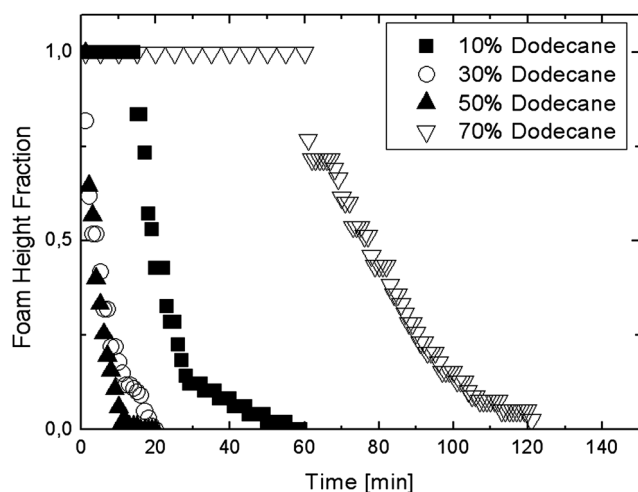 1,0
0,5
0,0
Foam Height Fraction
10% Dodecane
30% Dodecane
50% Dodecane
70% Dodecane
0 20 40 60 80 100 120 140
Time [min]